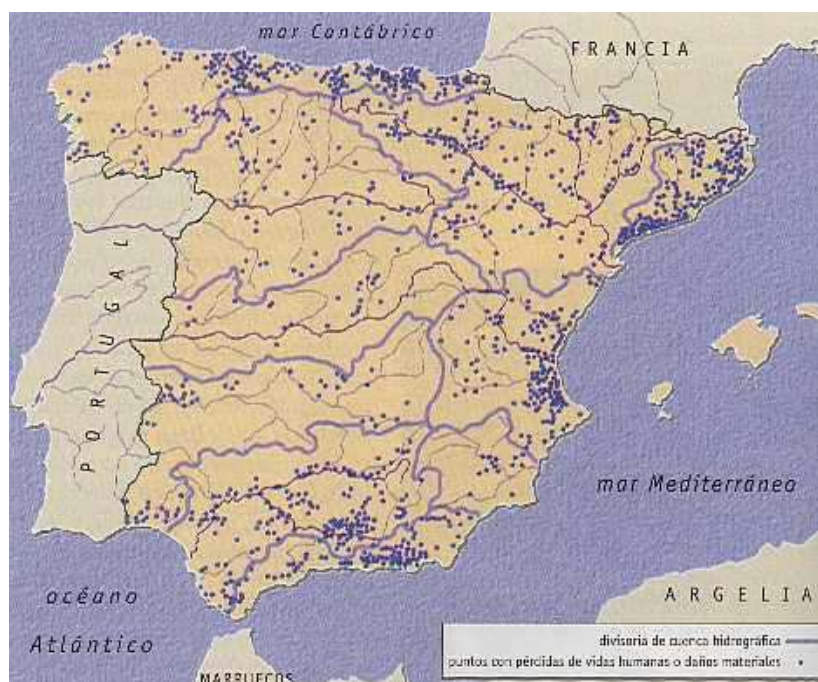 mar Cantábrico
FRANCIA
PORTUGAL
mar Mediterráneo
océano
Atlántico
ARGELIA
MARRUECOS
divisoria de cuenca hidrográfica
puntos con pérdidas de vidas humanas o daños materiales